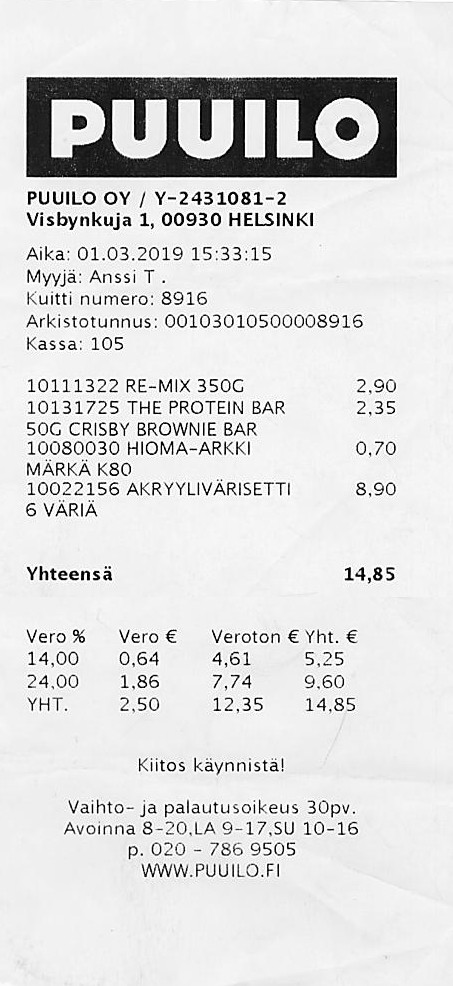 PUUILO
PUUILO OY / Y-2431081-2
Visbynkuja 1, 00930 HELSINKI
Aika: 01.03.2019 15:33:15
Myyjä: Anssi T .
Kuitti numero: 8916
Arkistotunnus: 00103010500008916
Kassa: 105
10111322 RE-MIX 350G 2,90
10131725 THE PROTEIN BAR 2,35
50G CRISBY BROWNIE BAR
10080030 HIOMA-ARKKI 0,70
MÄRKÄ K80
10022156 AKRYYLIVÄRISETTI 8,90
6 VÄRIÄ
Yhteensä 14,85
Vero % Vero € Veroton € Yht. €
14,00 0,64 4,61 5,25
24,00 1,86 7,74 9,60
YHT. 2,50 12,35 14,85
Kiitos käynnistä!
Vaihto- ja palautusoikeus 30pv.
Avoinna 8-20,LA 9-17,SU 10-16
p. 020 - 786 9505
WWW.PUUILO.FI